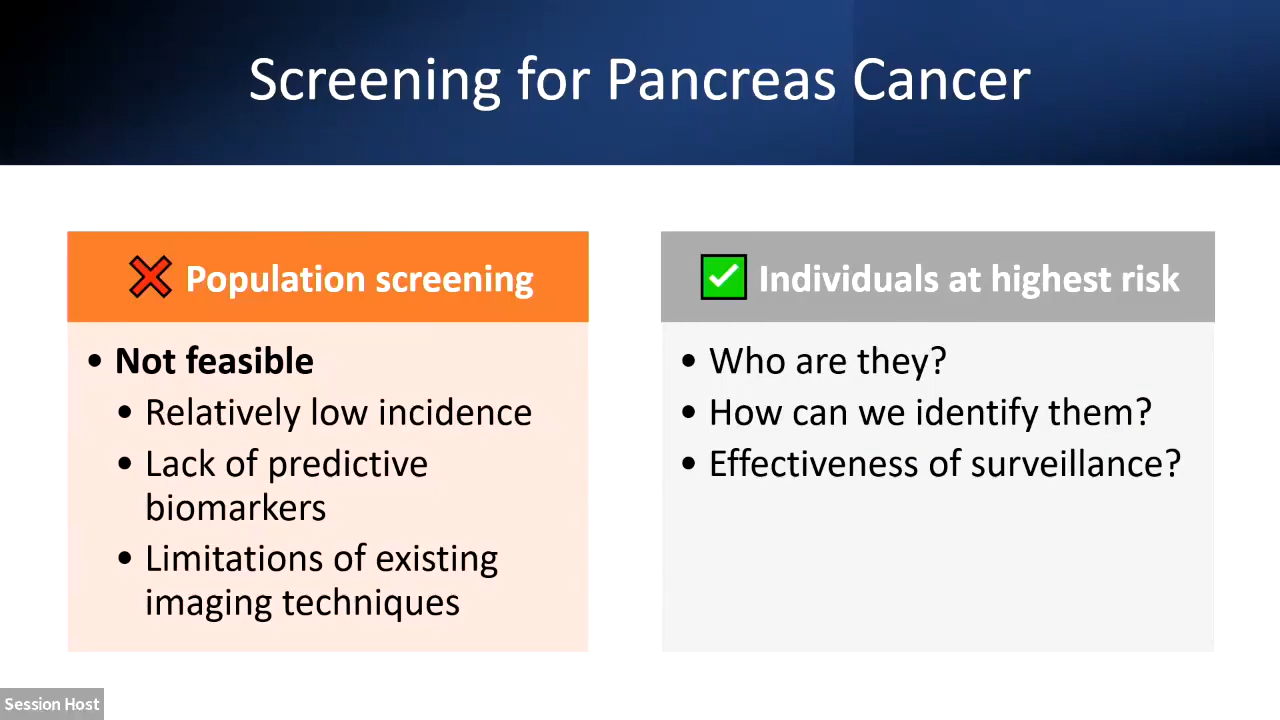 Screening for Pancreas Cancer
❌ Population screening
• Not feasible
• Relatively low incidence
• Lack of predictive
biomarkers
• Limitations of existing
imaging techniques
✅ Individuals at highest risk
• Who are they?
• How can we identify them?
• Effectiveness of surveillance?
Session Host